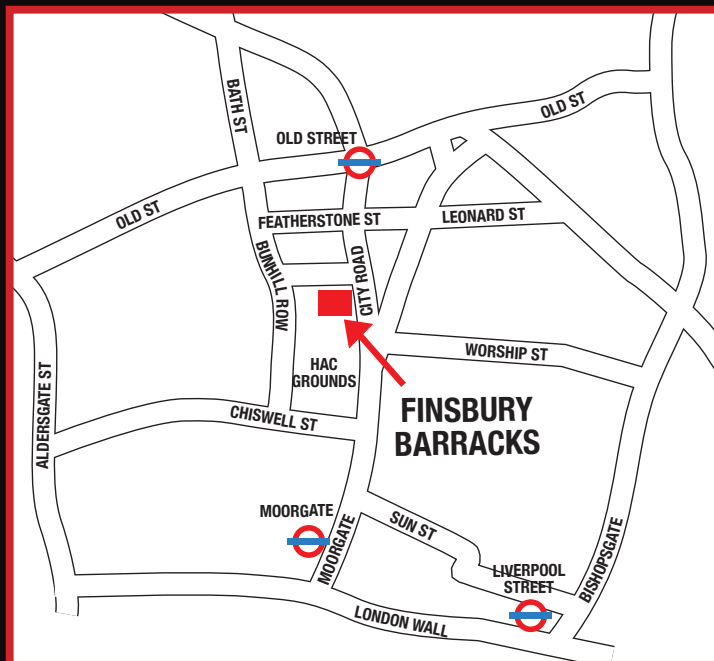 BATH ST
OLD STREET
OLD ST
OLD ST
FEATHERSTONE ST
LEONARD ST
BUNHILL ROW
CITY ROAD
HAC
GROUNDS
WORSHIP ST
FINSBURY
BARRACKS
ALDERSGATE ST
CHISWELL ST
MOORGATE
MOORGATE
SUN ST
LIVERPOOL
STREET
BISHOPSGATE
LONDON WALL